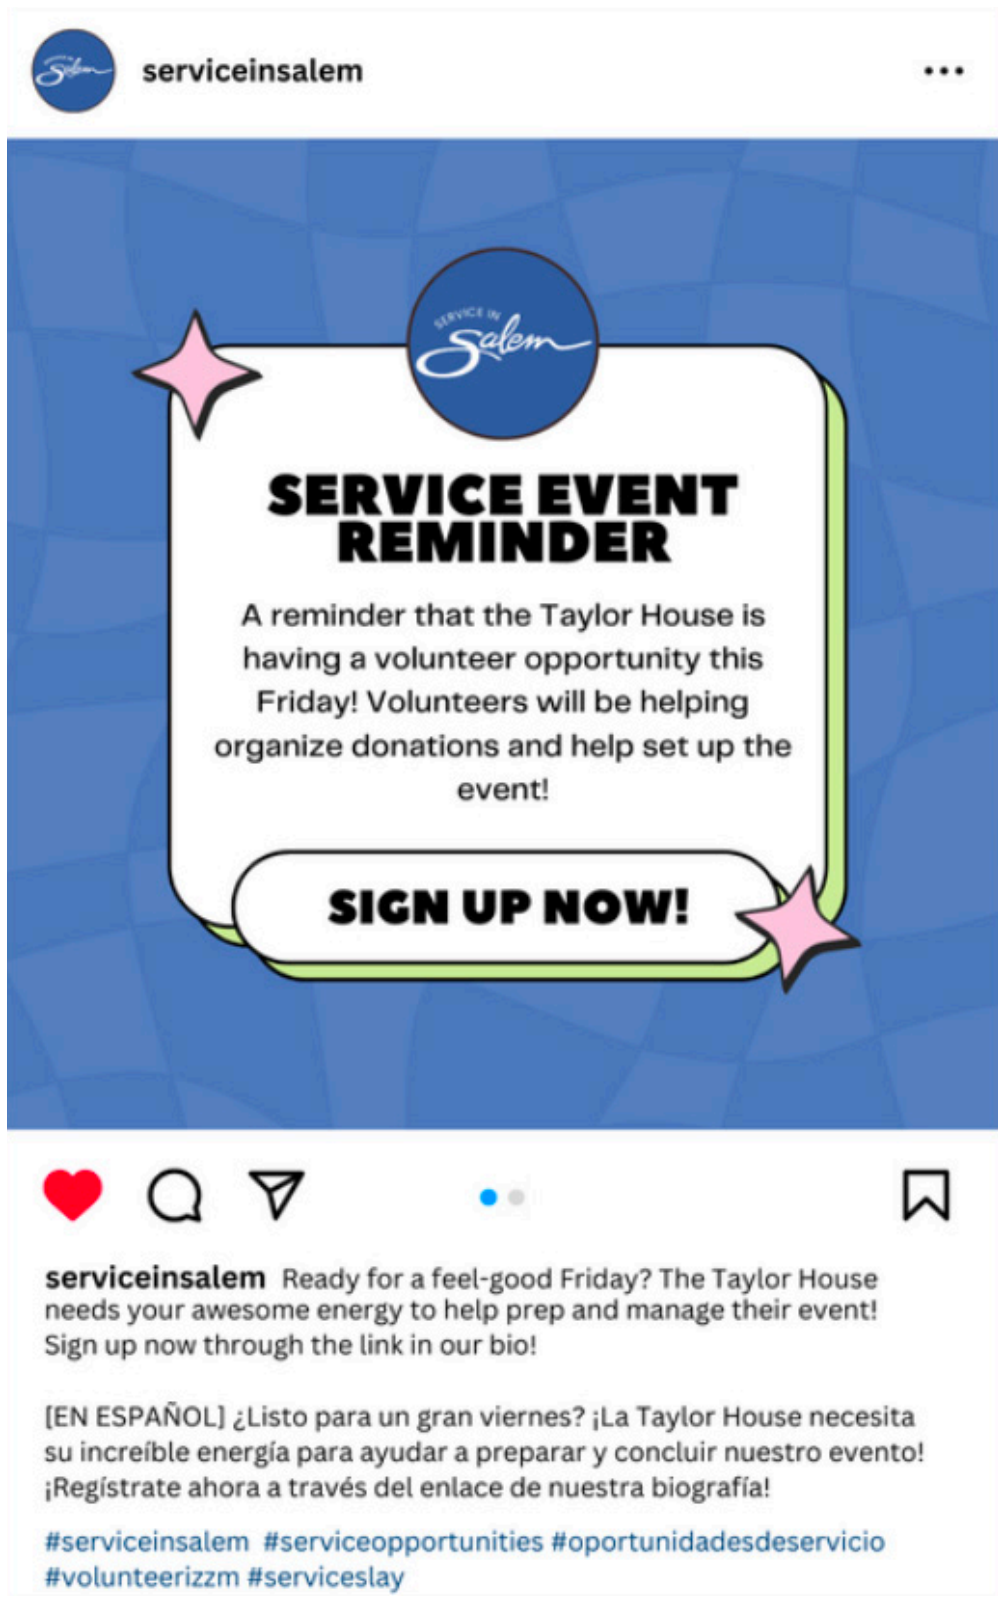 Salem
serviceinsalem
SERVICE IN
Salem
SERVICE EVENT
REMINDER
A reminder that the Taylor House is
having a volunteer opportunity this
Friday! Volunteers will be helping
organize donations and help set up the
event!
SIGN UP NOW!
serviceinsalem Ready for a feel-good Friday? The Taylor House
needs your awesome energy to help prep and manage their event!
Sign up now through the link in our bio!
[EN ESPAÑOL] ¿Listo para un gran viernes? ¡La Taylor House necesita
su increíble energía para ayudar a preparar y concluir nuestro evento!
¡Regístrate ahora a través del enlace de nuestra biografía!
#serviceinsalem #serviceopportunities #oportunidadesdeservicio
#volunteerizzm #serviceslay